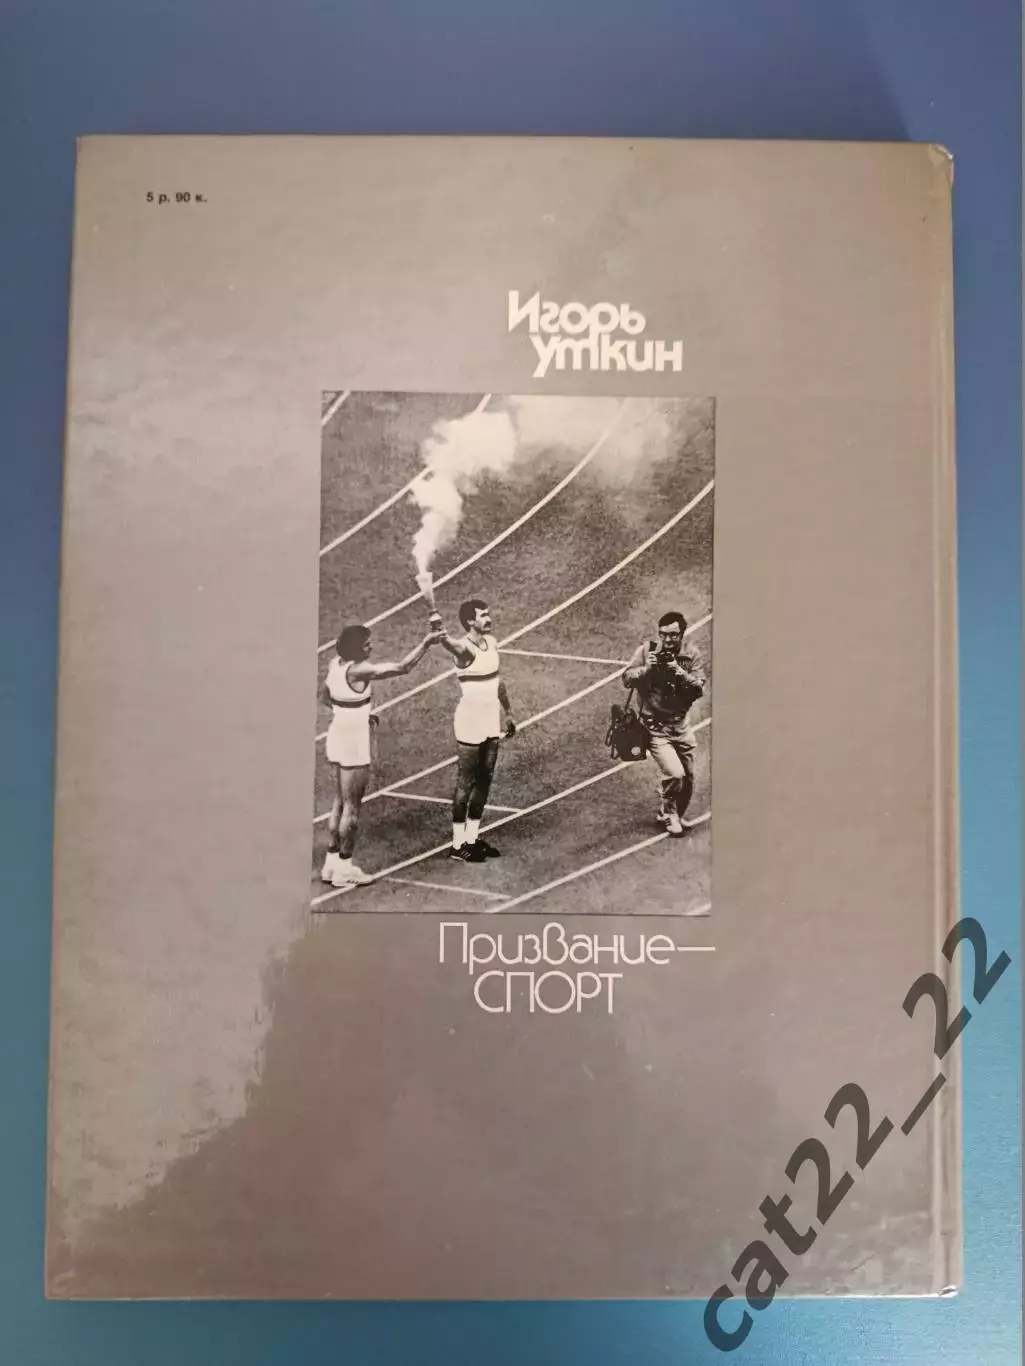 5 р. 90 к.
Игорь
Уткин
Призвание—
СПОРТ
cat22_22